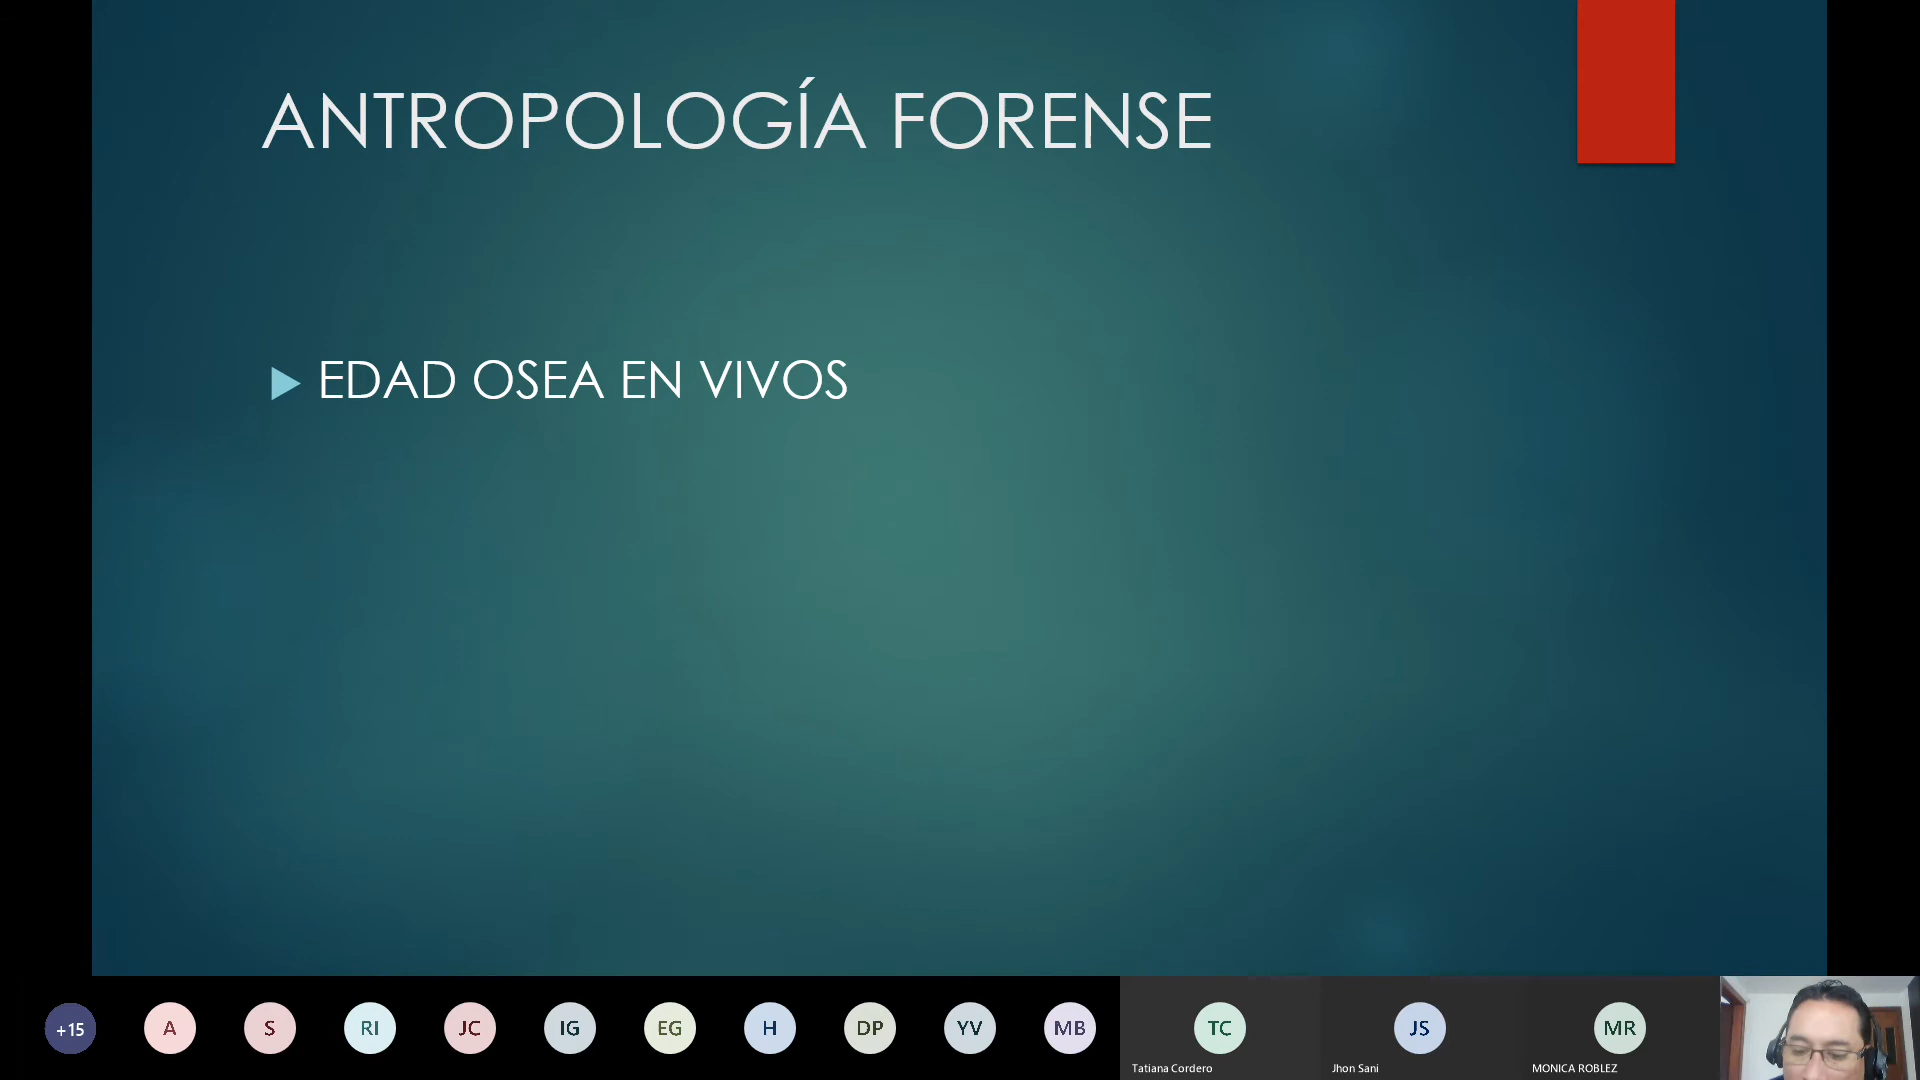 ANTROPOLOGÍA FORENSE
EDAD OSEA EN VIVOS
+15
A
S
RI
JC
IG
EG
H
DP
YV
MB
TC
JS
MR
Tatiana Cordero
Jhon Sani
MONICA ROBLEZ